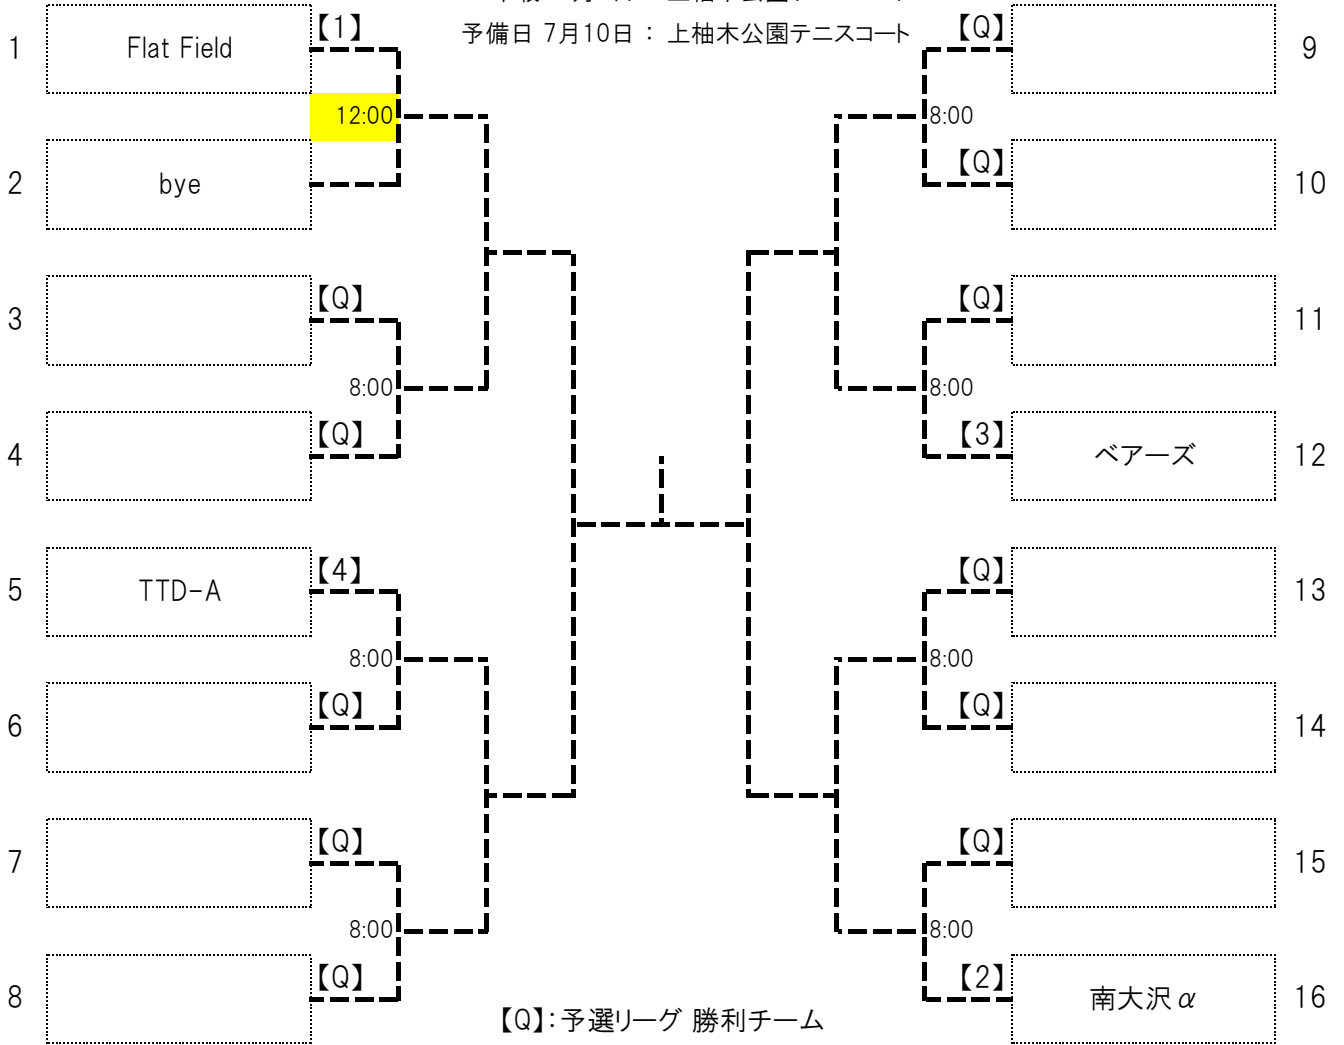 予備日 7月10日 : 上柚木公園テニスコート
1 Flat Field 【1】
12:00
2 bye
3 【Q】
8:00
4 【Q】
5 TTD-A 【4】
8:00
6 【Q】
7 【Q】
8:00
8 【Q】
【Q】 9
8:00
【Q】 10
【Q】 11
8:00
【3】 ベアーズ 12
【Q】 13
8:00
【Q】 14
【Q】 15
8:00
【2】 南大沢α 16
【Q】:予選リーグ 勝利チーム